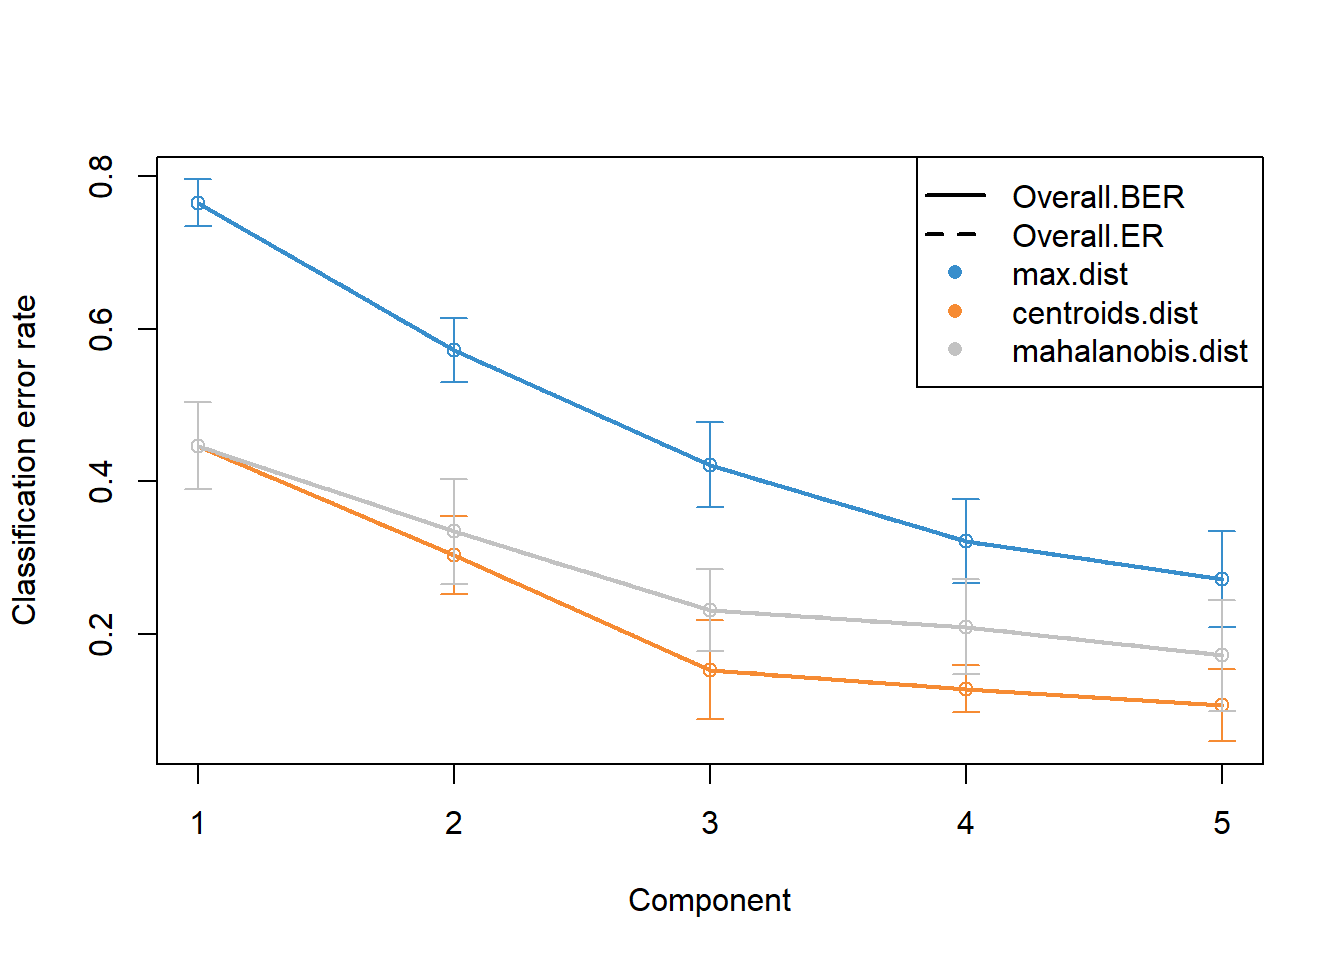 Classification error rate
0.8
0.6
0.4
0.2
Overall.BER
Overall.ER
max.dist
centroids.dist
mahalanobis.dist
1 2 3 4 5
Component